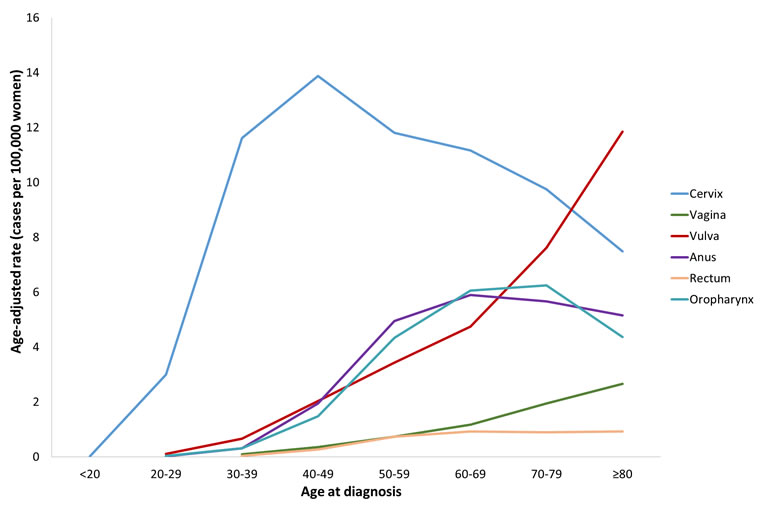 Age-adjusted rate (cases per 100,000 women)
16
14
12
10
8
6
4
2
0
<20
20-29
30-39
40-49
50-59
60-69
70-79
≥80
Age at diagnosis
Cervix
Vagina
Vulva
Anus
Rectum
Oropharynx